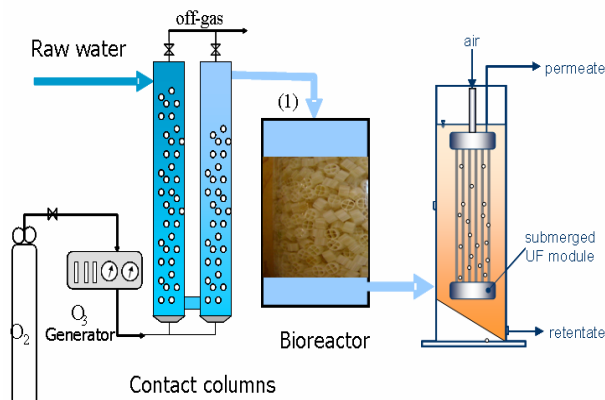 off-gas
Raw water
(1)
air
permeate
submerged
UF module
retentate
O2
O3
Generator
Bioreactor
Contact columns